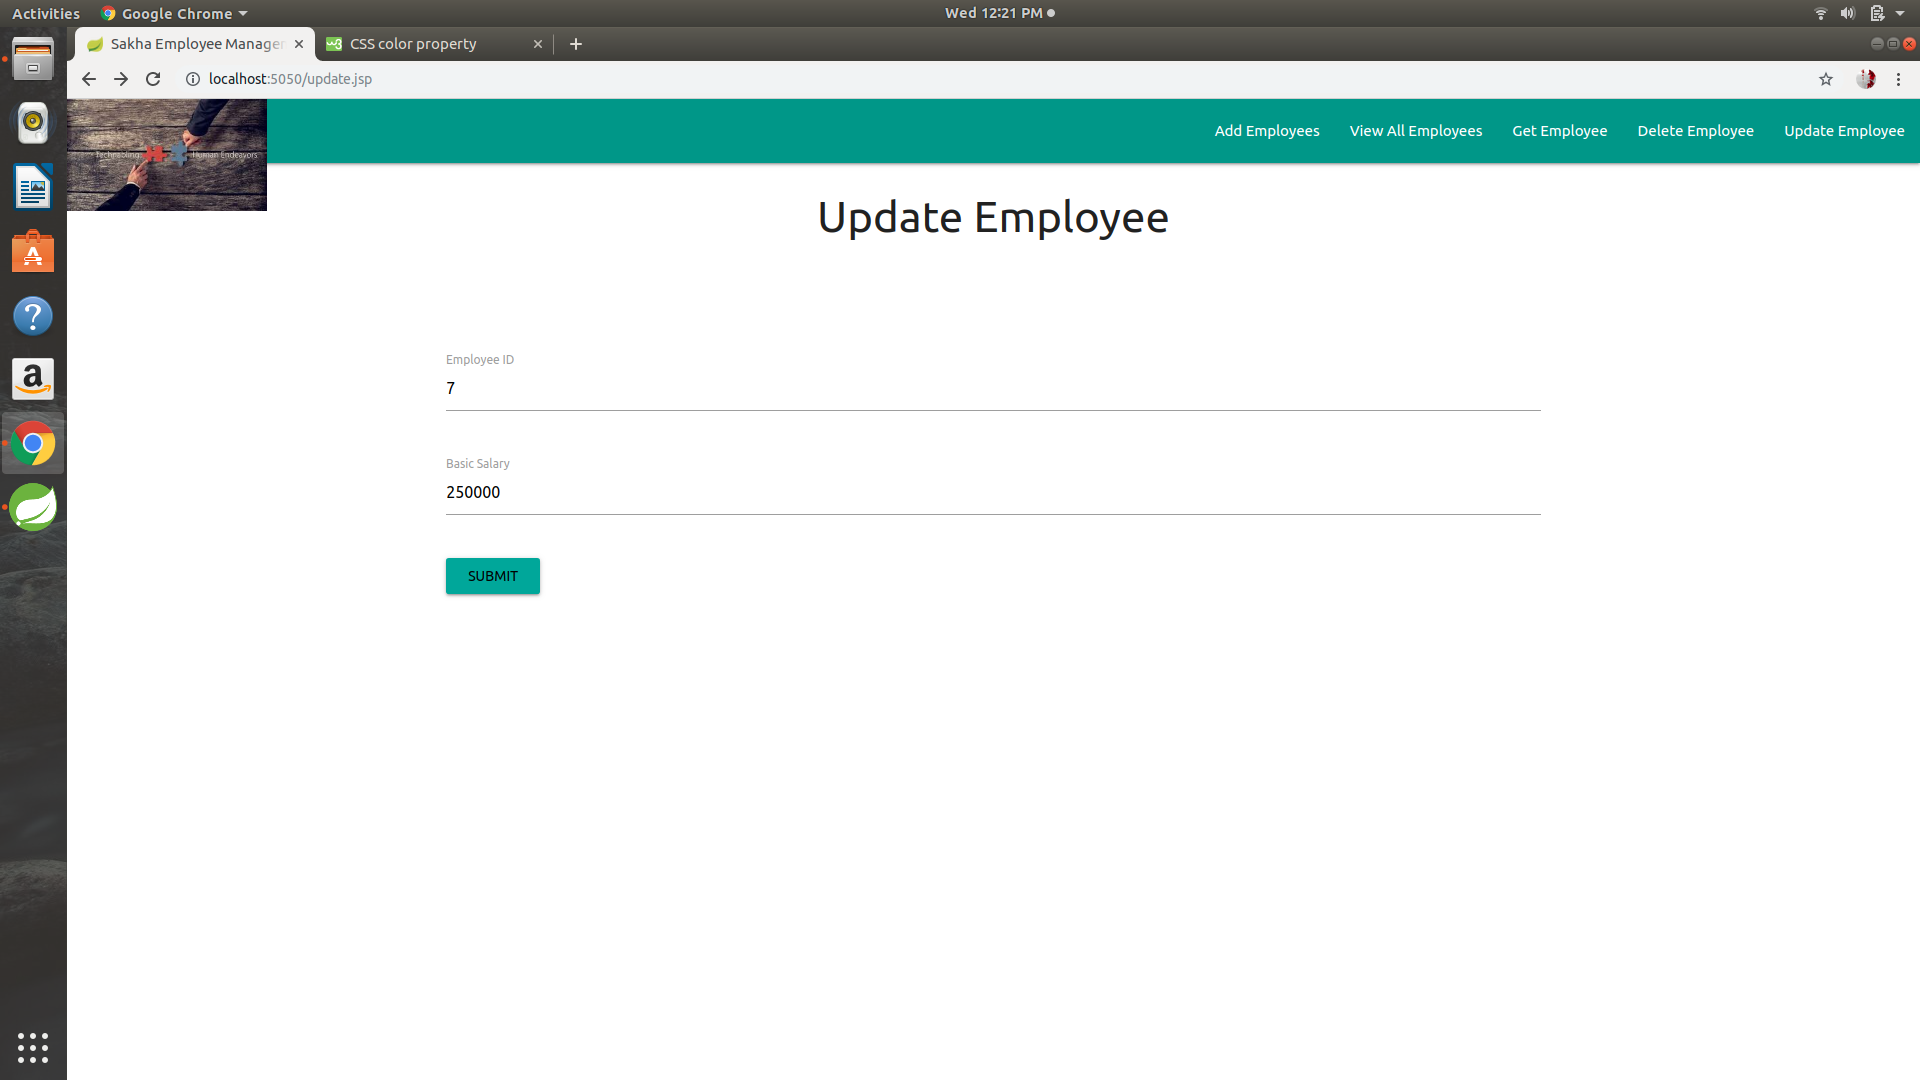 Activities
Google Chrome
Wed 12:21 PM
Sakha Employee Manager
CSS color property
localhost:5050/update.jsp
Technobling Human Endeavors
Add Employees
View All Employees
Get Employee
Delete Employee
Update Employee
Update Employee
Employee ID
7
Basic Salary
250000
SUBMIT